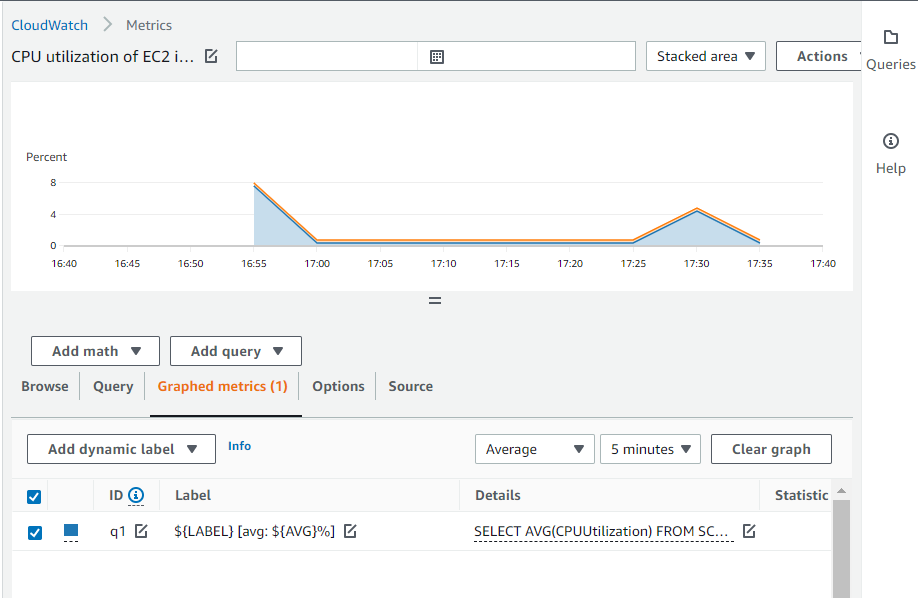 CloudWatch > Metrics
CPU utilization of EC2 i... Stacked area Actions
Queries
Help
Percent
8
4
0
16:40 16:45 16:50 16:55 17:00 17:05 17:10 17:15 17:20 17:25 17:30 17:35 17:40
Add math Add query
Browse Query Graphed metrics (1) Options Source
Add dynamic label Info Average 5 minutes Clear graph
ID Label Details Statistic
q1 ${LABEL} [avg: ${AVG}%] SELECT AVG(CPUUtilization) FROM SC...